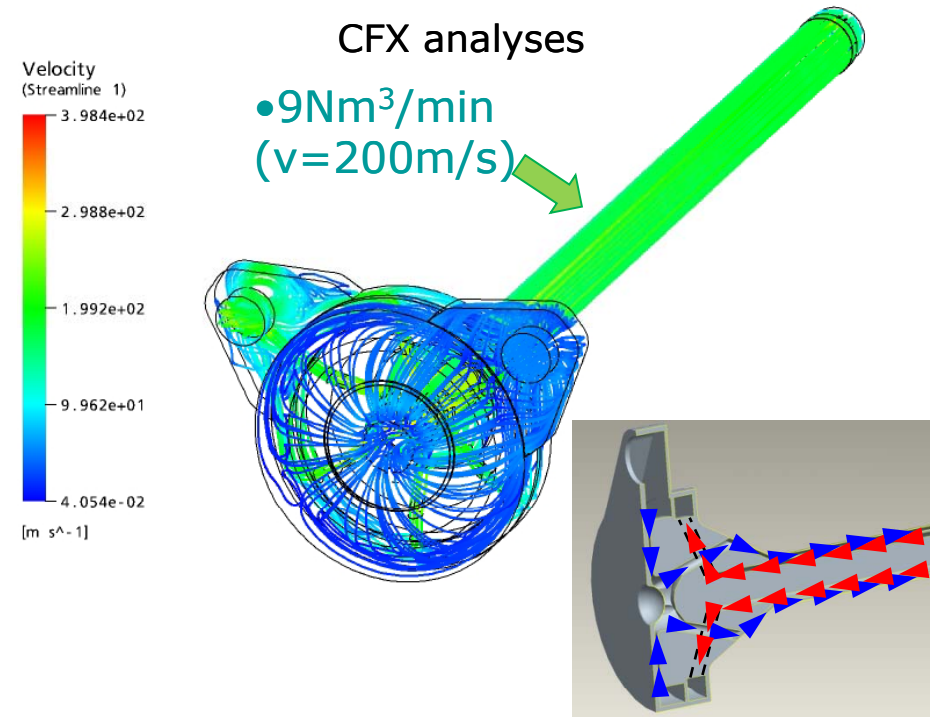 CFX analyses
Velocity
(Streamline 1)
3.984e+02
2.988e+02
1.992e+02
9.962e+01
4.054e-02
[m s^-1]
•9Nm³/min
(v=200m/s)